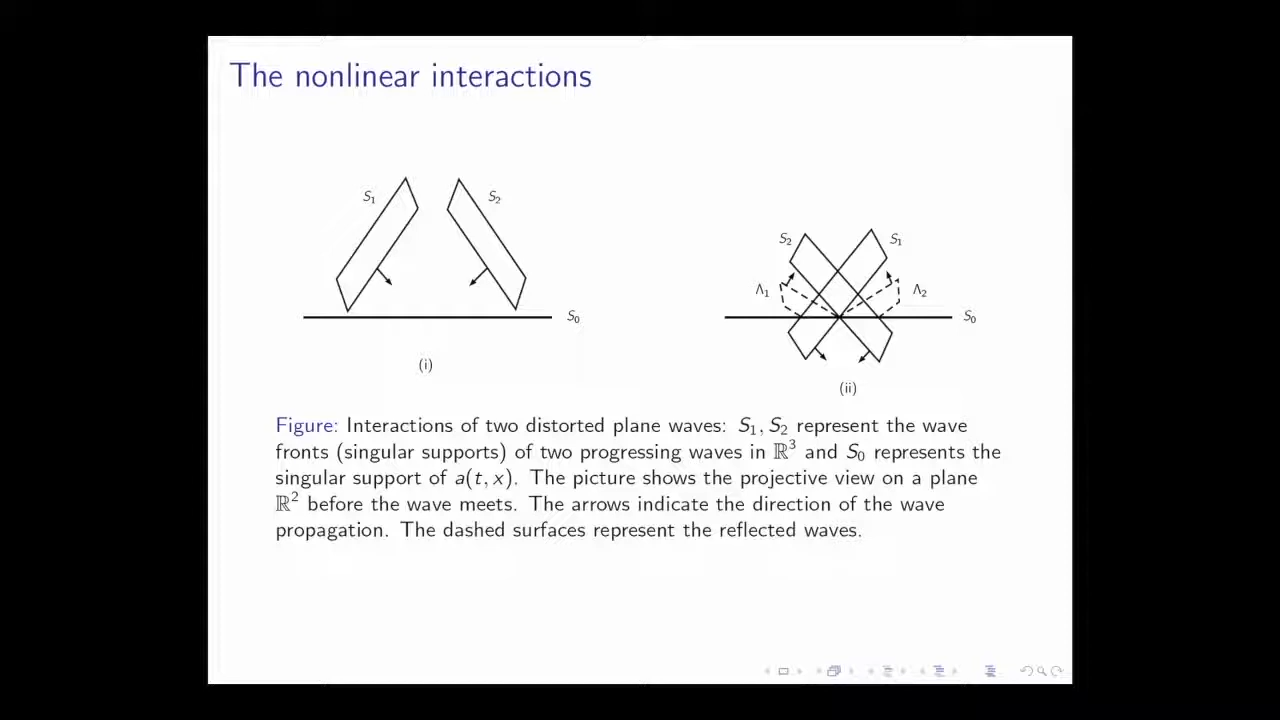 The nonlinear interactions
S₁
S₂
S₀
(i)
S₂
S₁
Λ₁
Λ₂
S₀
(ii)
Figure: Interactions of two distorted plane waves: S₁, S₂ represent the wave
fronts (singular supports) of two progressing waves in ℝ³ and S₀ represents the
singular support of a(t, x). The picture shows the projective view on a plane
ℝ² before the wave meets. The arrows indicate the direction of the wave
propagation. The dashed surfaces represent the reflected waves.